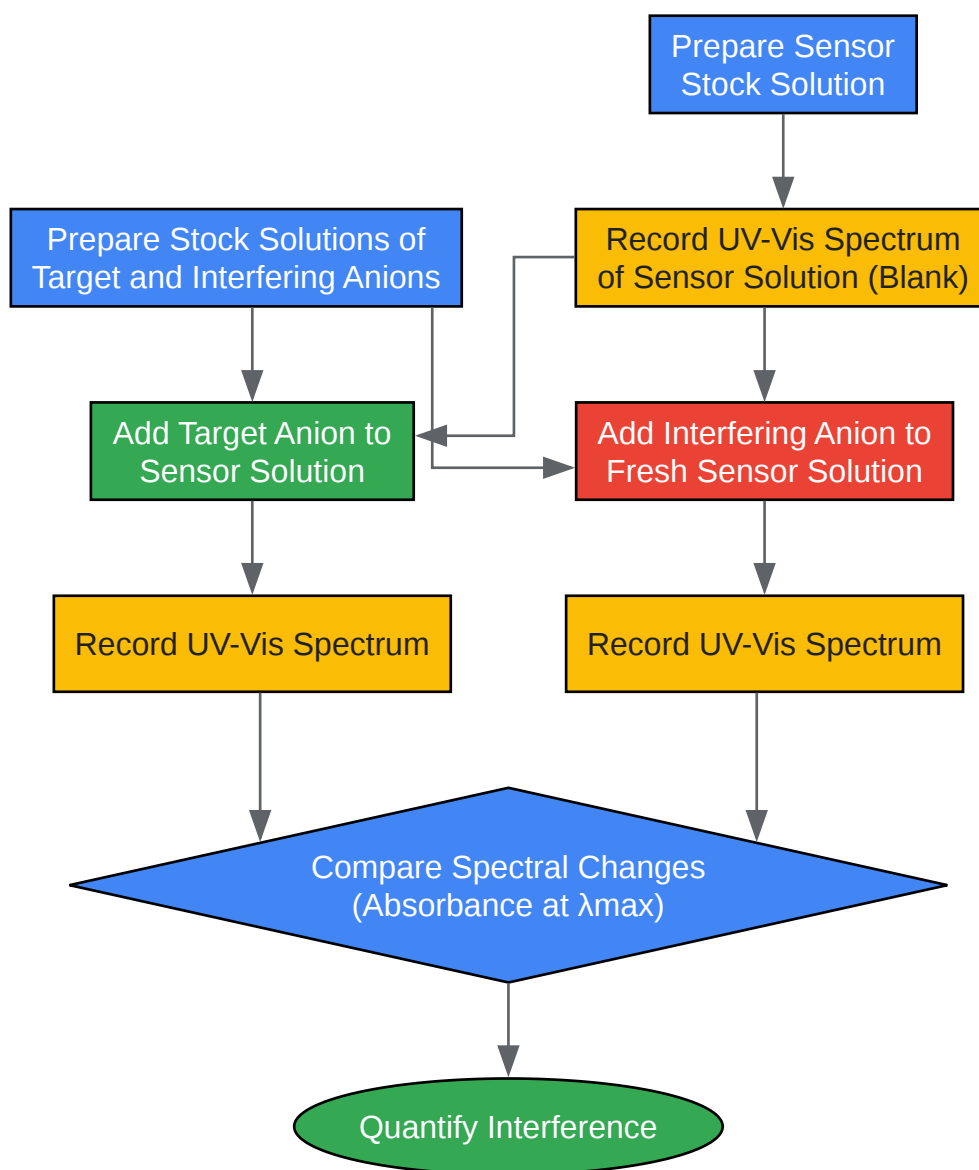 Prepare Sensor
Stock Solution
Prepare Stock Solutions of
Target and Interfering Anions
Record UV-Vis Spectrum
of Sensor Solution (Blank)
Add Target Anion to
Sensor Solution
Add Interfering Anion to
Fresh Sensor Solution
Record UV-Vis Spectrum
Record UV-Vis Spectrum
Compare Spectral Changes
(Absorbance at λmax)
Quantify Interference